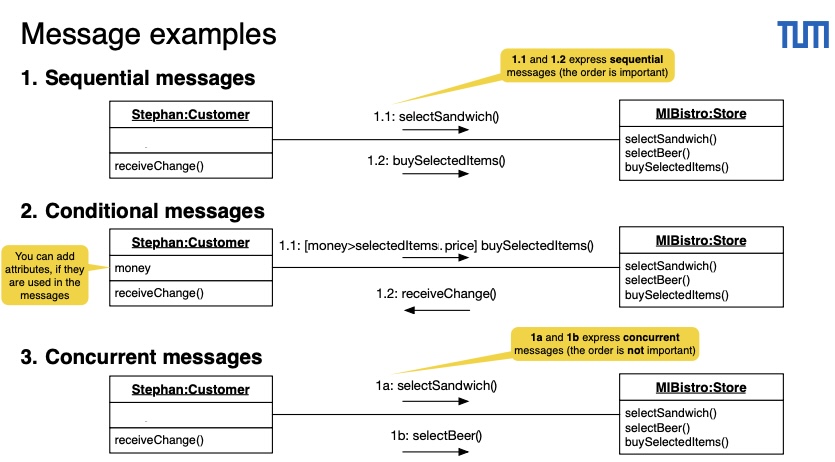 Message examples
TUM
1. Sequential messages
1.1 and 1.2 express sequential
messages (the order is important)
Stephan:Customer
receiveChange()
1.1: selectSandwich()
1.2: buySelectedItems()
MIBistro:Store
selectSandwich()
selectBeer()
buySelectedItems()
2. Conditional messages
You can add
attributes, if they
are used in the
messages
Stephan:Customer
money
receiveChange()
1.1: [money>selectedItems.price] buySelectedItems()
1.2: receiveChange()
MIBistro:Store
selectSandwich()
selectBeer()
buySelectedItems()
3. Concurrent messages
1a and 1b express concurrent
messages (the order is not important)
Stephan:Customer
receiveChange()
1a: selectSandwich()
1b: selectBeer()
MIBistro:Store
selectSandwich()
selectBeer()
buySelectedItems()